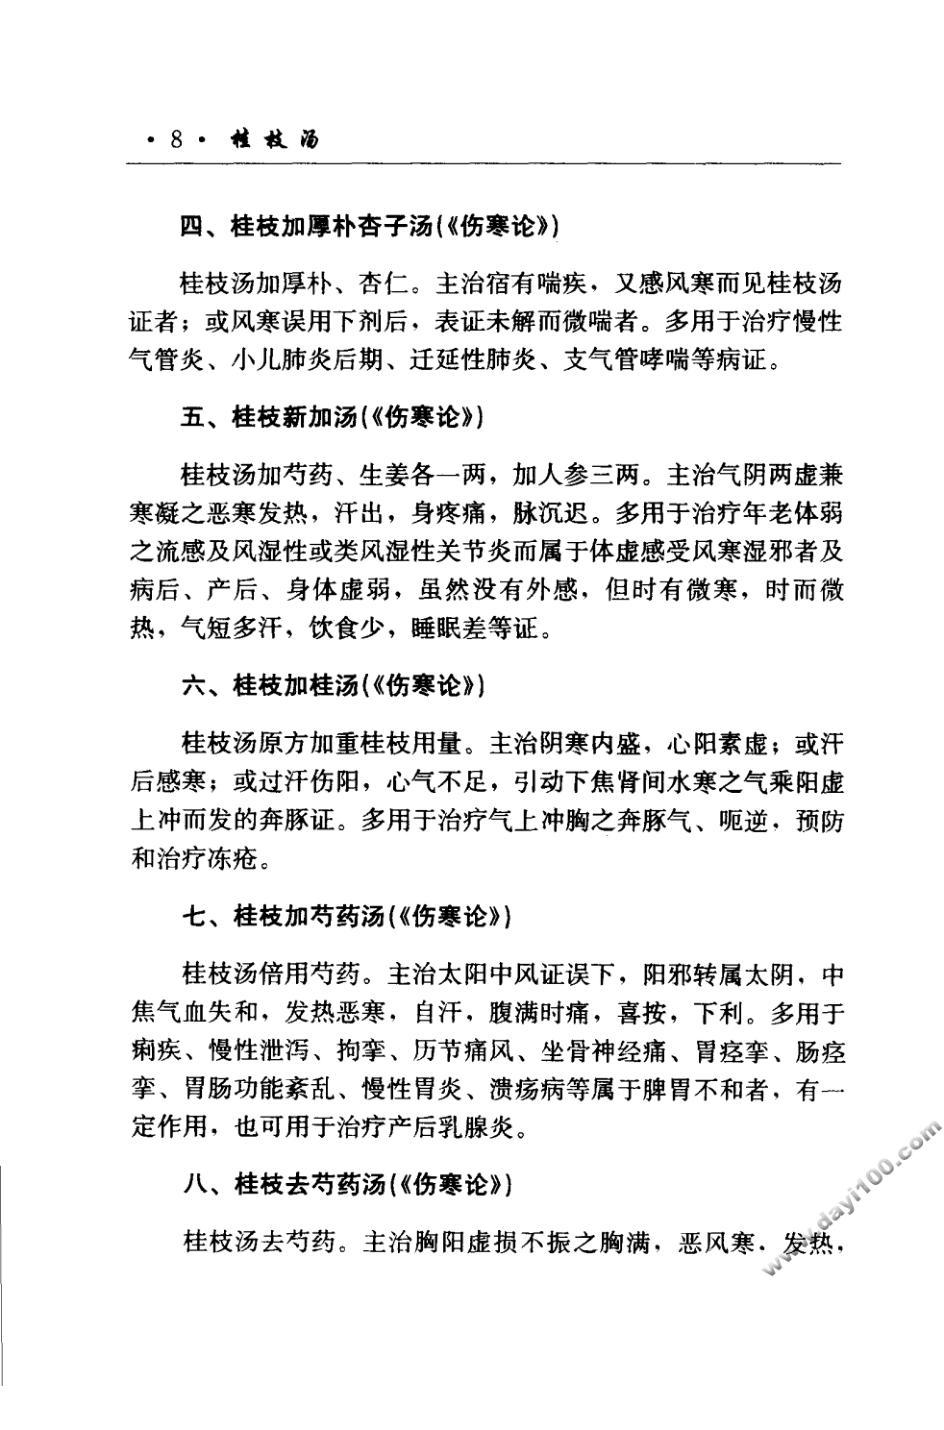 ·8· 桂枝汤
四、桂枝加厚朴杏子汤(《伤寒论》)
桂枝汤加厚朴、杏仁。主治宿有喘疾，又感风寒而见桂枝汤
证者；或风寒误用下剂后，表证未解而微喘者。多用于治疗慢性
气管炎、小儿肺炎后期、迁延性肺炎、支气管哮喘等病证。
五、桂枝新加汤(《伤寒论》)
桂枝汤加芍药、生姜各一两，加人参三两。主治气阴两虚兼
寒凝之恶寒发热，汗出，身疼痛，脉沉迟。多用于治疗年老体弱
之流感及风湿性或类风湿性关节炎而属于体虚感受风寒湿邪者及
病后、产后、身体虚弱，虽然没有外感，但时有微寒，时而微
热，气短多汗，饮食少，睡眠差等证。
六、桂枝加桂汤(《伤寒论》)
桂枝汤原方加重桂枝用量。主治阴寒内盛，心阳素虚；或汗
后感寒；或过汗伤阳，心气不足，引动下焦肾间水寒之气乘阳虚
上冲而发的奔豚证。多用于治疗气上冲胸之奔豚气、呃逆，预防
和治疗冻疮。
七、桂枝加芍药汤(《伤寒论》)
桂枝汤倍用芍药。主治太阳中风证误下，阳邪转属太阴，中
焦气血失和，发热恶寒，自汗，腹满时痛，喜按，下利。多用于
痢疾、慢性泄泻、拘挛、历节痛风、坐骨神经痛、胃痉挛、肠痉
挛、胃肠功能紊乱、慢性胃炎、溃疡病等属于脾胃不和者，有一
定作用，也可用于治疗产后乳腺炎。
八、桂枝去芍药汤(《伤寒论》)
桂枝汤去芍药。主治胸阳虚损不振之胸满，恶风寒．发热，
www.dayi100.com